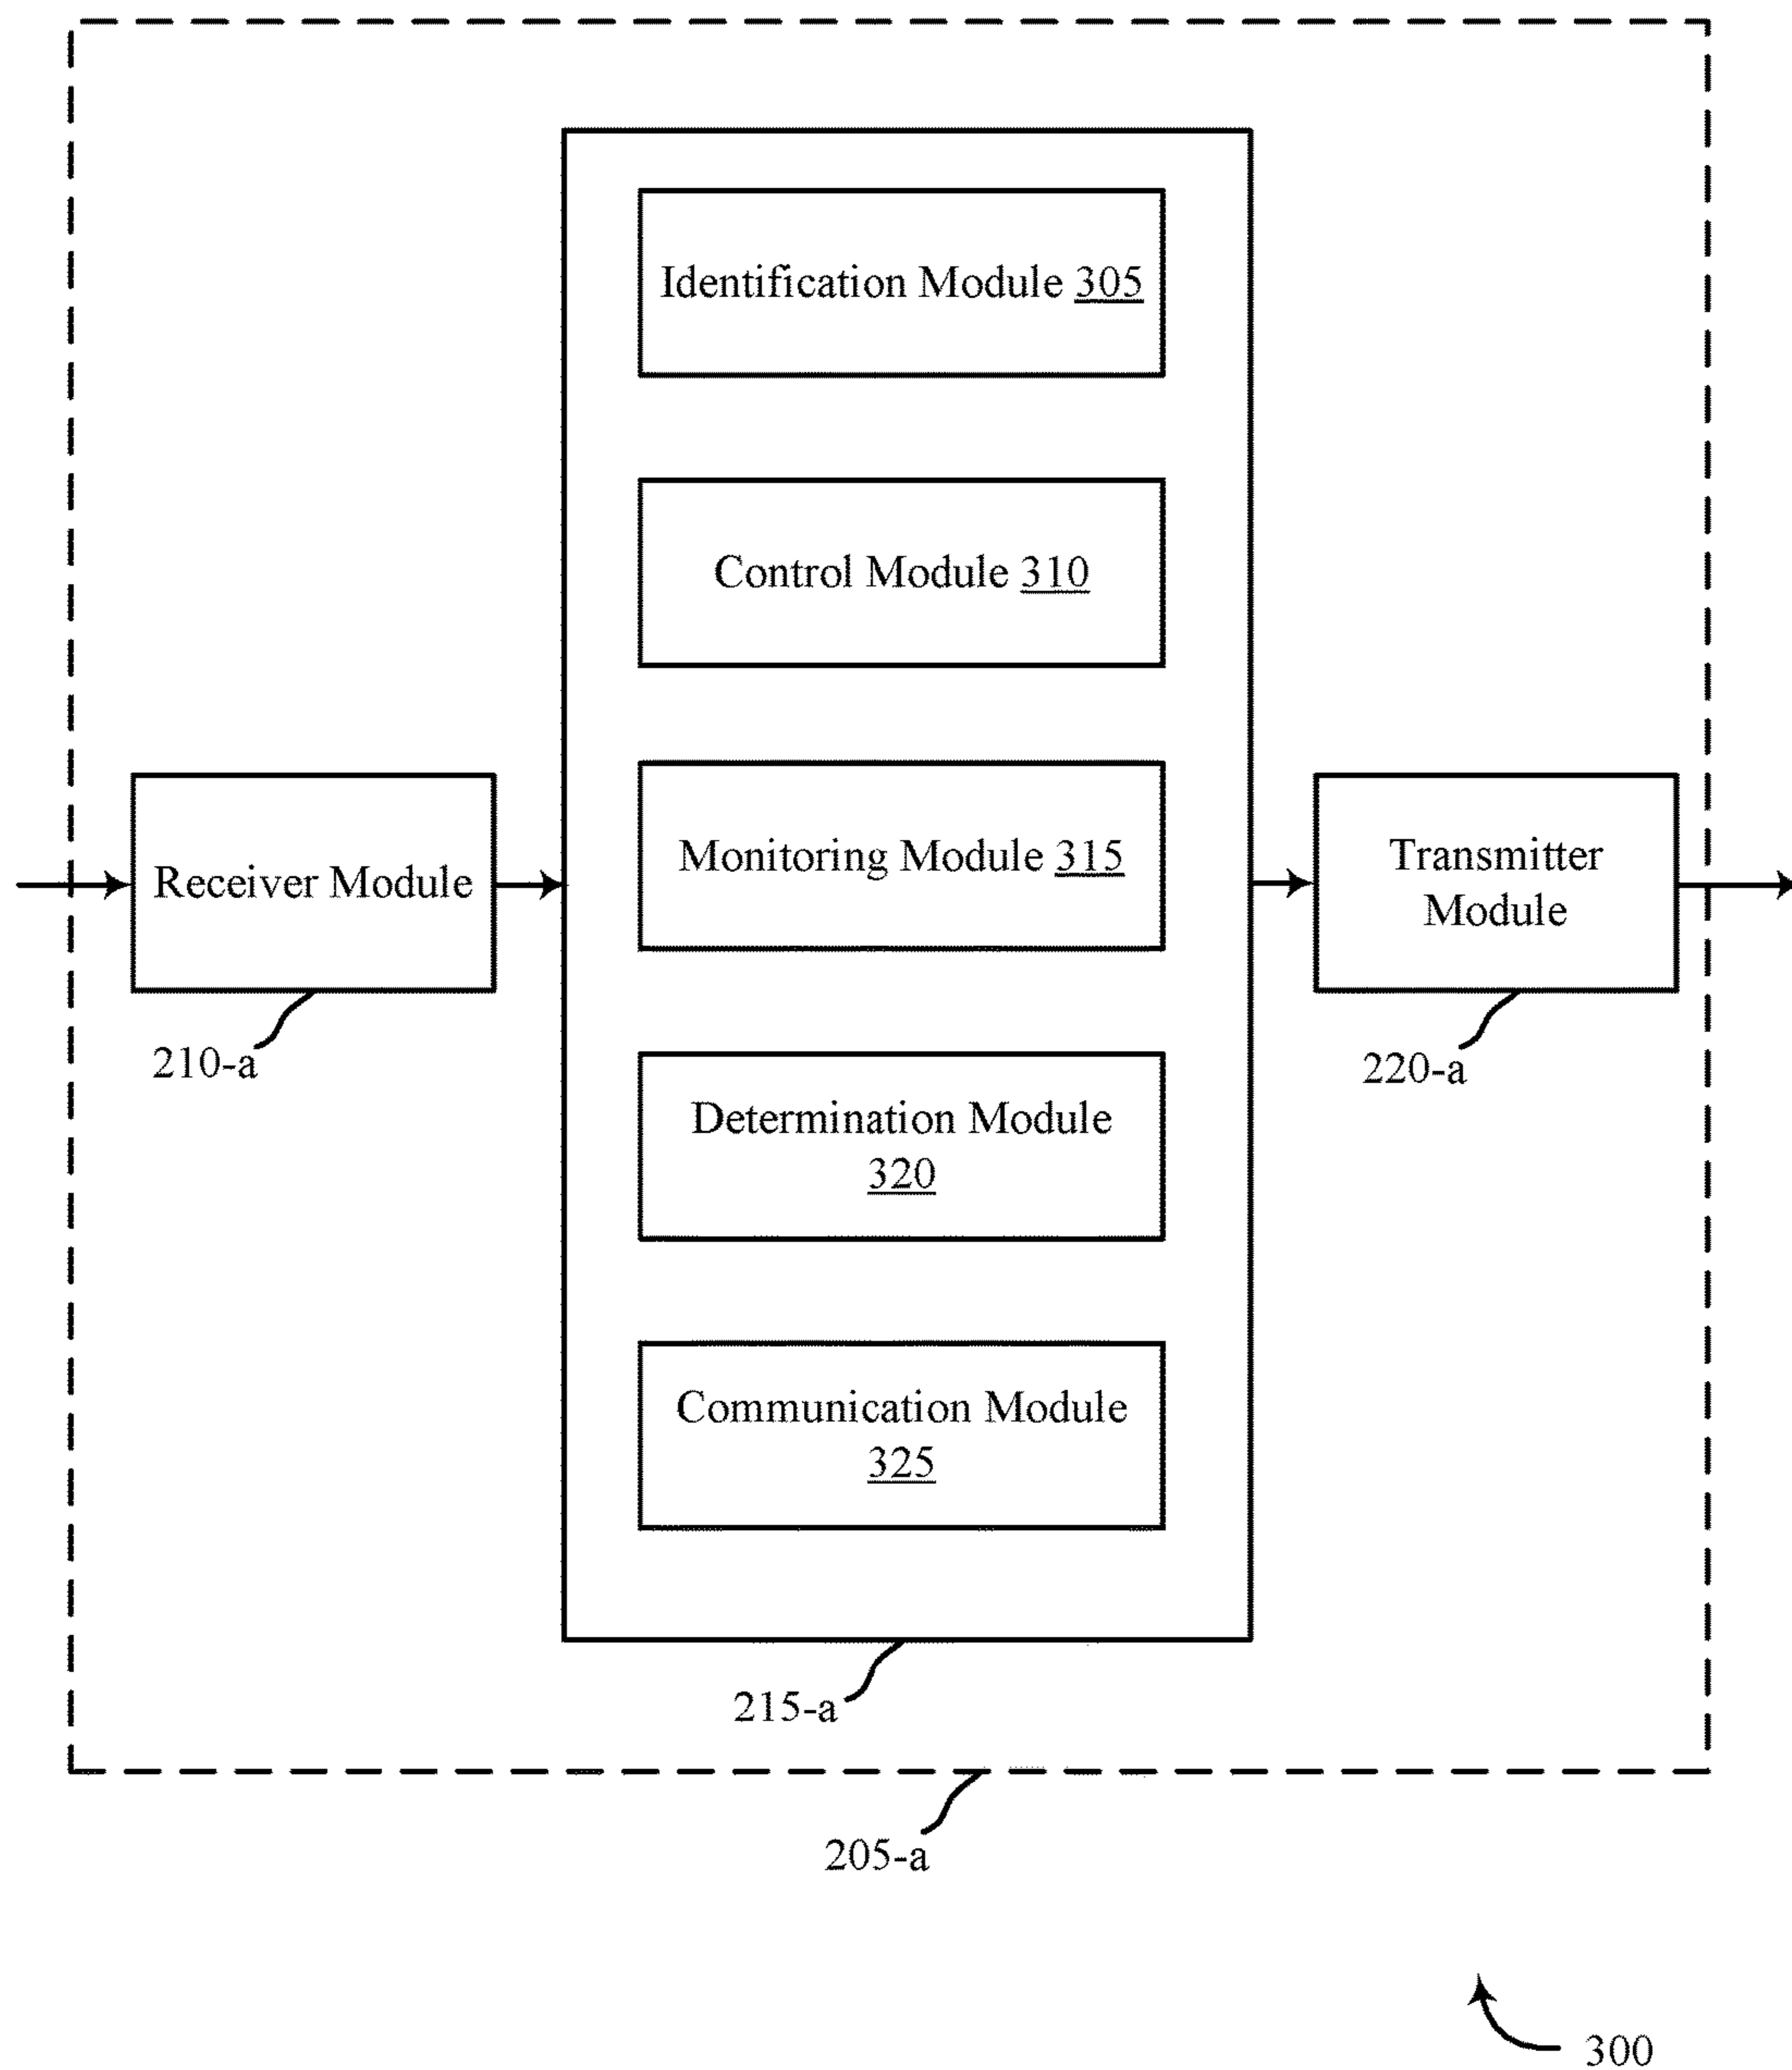 Identification Module 305
Control Module 310
Monitoring Module 315
Receiver Module
Transmitter
Module
210-a
220-a
Determination Module
320
Communication Module
325
215-a
205-a
300